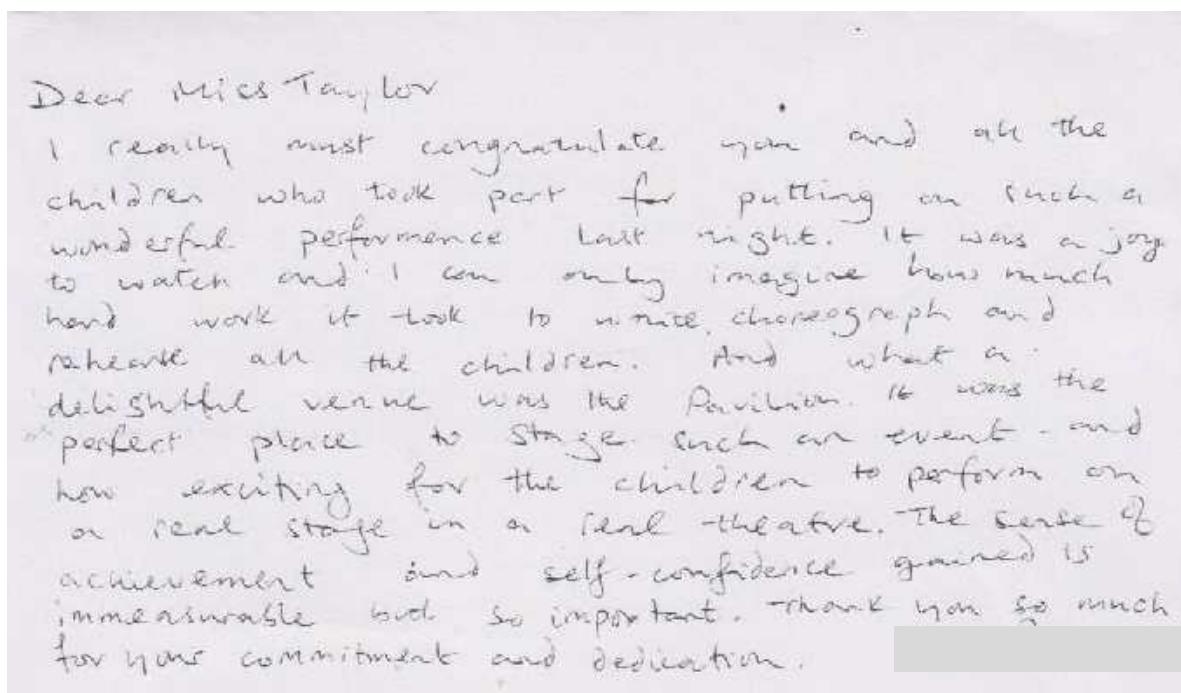 Dear Miss Taylor
I really must congratulate you and all the
children who took part for putting on such a
wonderful performence last night. It was a joy
to watch and I can only imagine how much
hard work it took to write, choreograph and
rehearse all the children. And what a
delightful venue was the Pavilion. It was the
perfect place to stage such an event - and
how exciting for the children to perform on
a real stage in a real theatre. The sense of
achievement and self-confidence gained is
immeasurable but so important. Thank you so much
for your commitment and dedication.